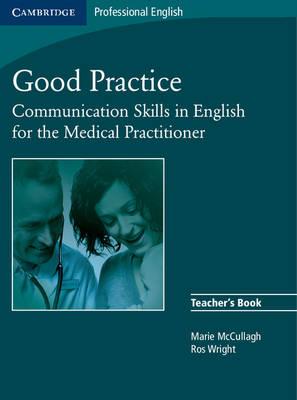 CAMBRIDGE Professional English
Good Practice
Communication Skills in English
for the Medical Practitioner
Teacher's Book
Marie McCullagh
Ros Wright